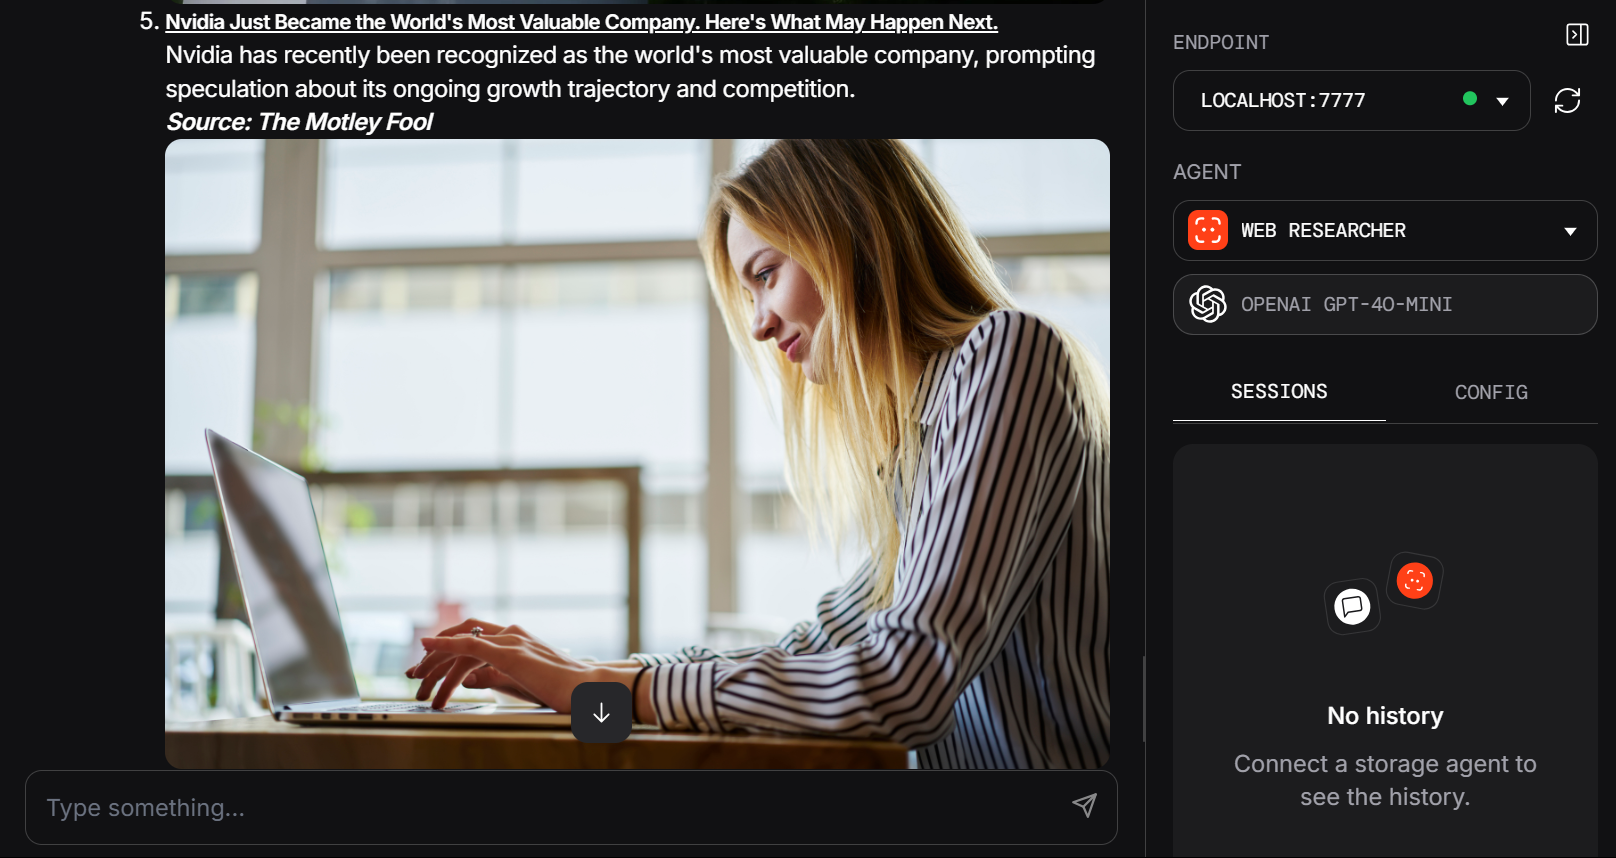 5. Nvidia Just Became the World's Most Valuable Company. Here's What May Happen Next.
Nvidia has recently been recognized as the world's most valuable company, prompting
speculation about its ongoing growth trajectory and competition.
Source: The Motley Fool
Type something...
ENDPOINT
LOCALHOST:7777
AGENT
WEB RESEARCHER
OPENAI GPT-4O-MINI
SESSIONS
CONFIG
No history
Connect a storage agent to
see the history.